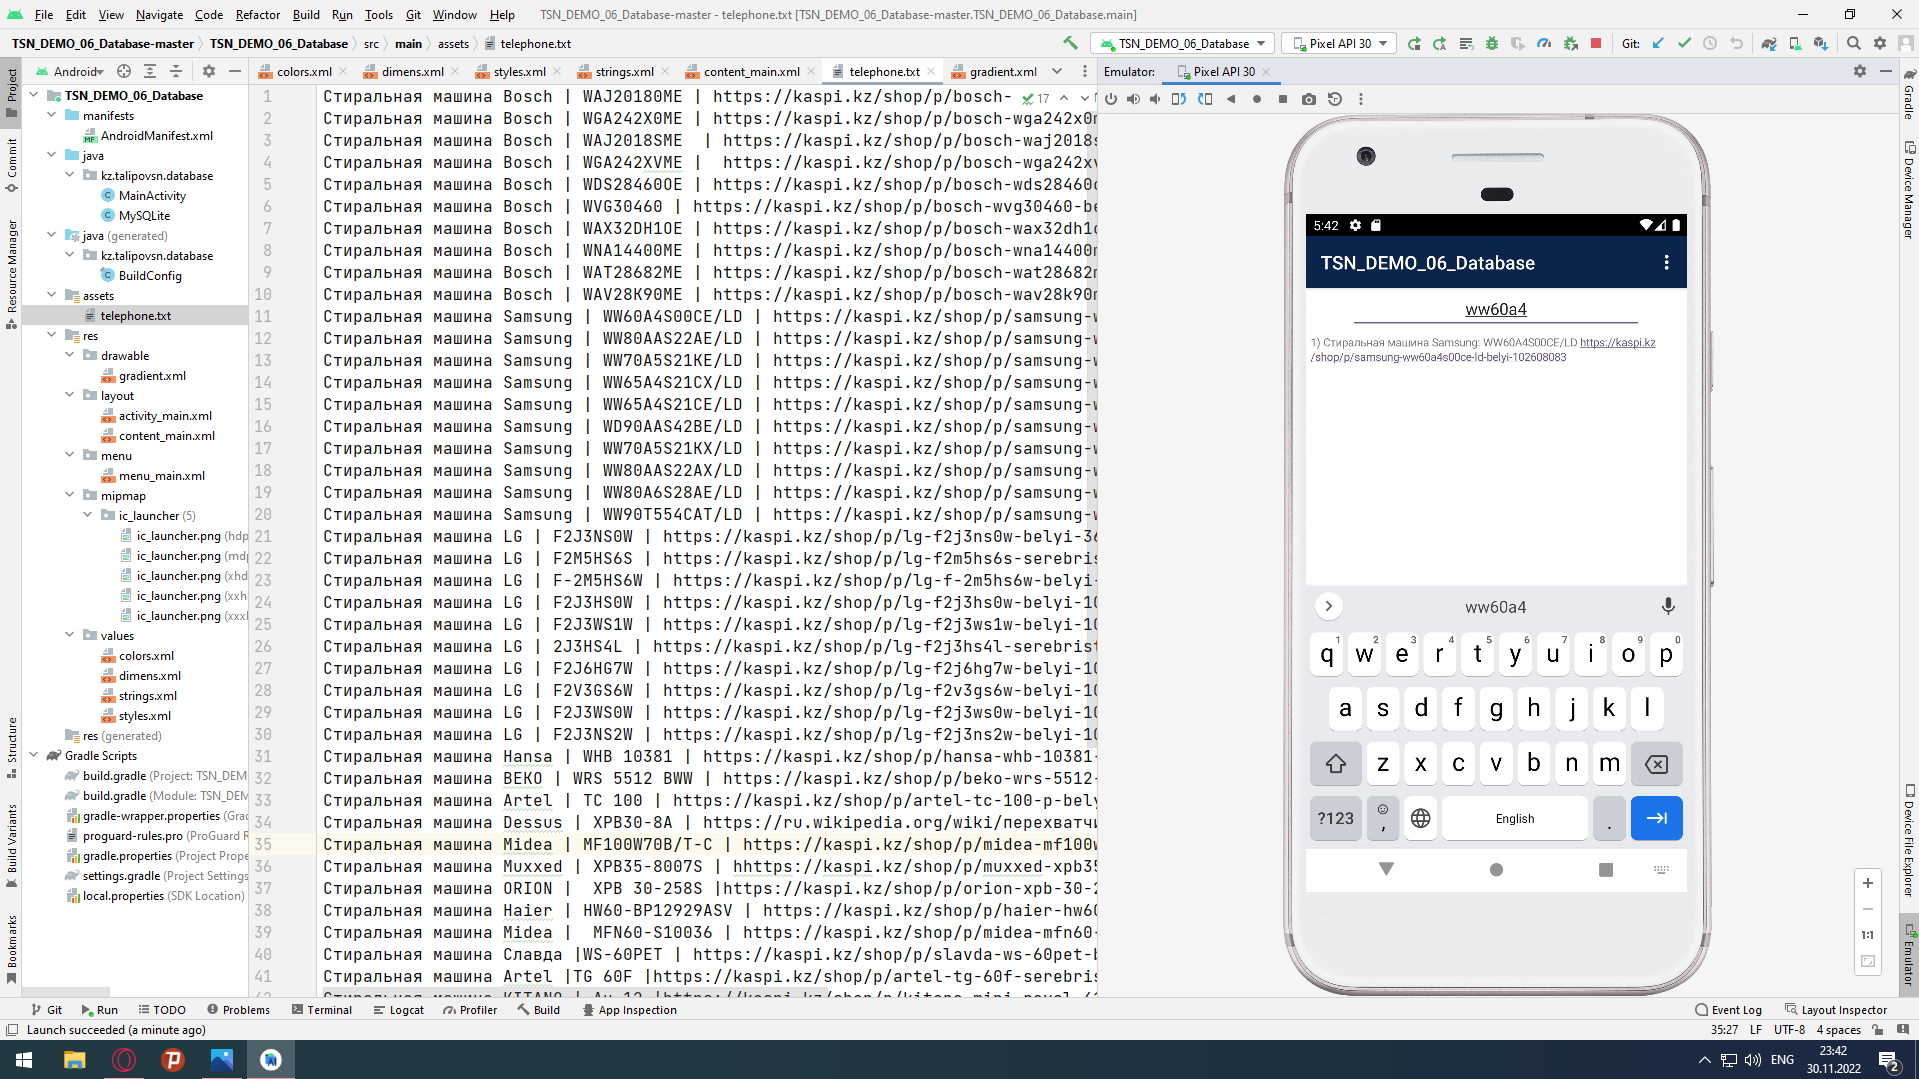 File Edit View Navigate Code Refactor Build Run Tools Git Window Help TSN_DEMO_06_Database-master - telephone.txt [TSN_DEMO_06_Database-master.TSN_DEMO_06_Database.main]
TSN_DEMO_06_Database-master TSN_DEMO_06_Database src main assets telephone.txt
TSN_DEMO_06_Database Pixel API 30 Git:
Android
colors.xml dimens.xml styles.xml strings.xml content_main.xml telephone.txt gradient.xml
Emulator: Pixel API 30
Project
Commit
Resource Manager
Structure
Build Variants
Bookmarks
TSN_DEMO_06_Database
manifests
AndroidManifest.xml
java
kz.talipovsn.database
MainActivity
MySQLite
java (generated)
kz.talipovsn.database
BuildConfig
assets
telephone.txt
res
drawable
gradient.xml
layout
activity_main.xml
content_main.xml
menu
menu_main.xml
mipmap
ic_launcher (5)
ic_launcher.png (hdp
ic_launcher.png (mdp
ic_launcher.png (xhd
ic_launcher.png (xxh
ic_launcher.png (xxxl
values
colors.xml
dimens.xml
strings.xml
styles.xml
res (generated)
Gradle Scripts
build.gradle (Project: TSN_DEM
build.gradle (Module: TSN_DEM
gradle-wrapper.properties (Grad
proguard-rules.pro (ProGuard R
gradle.properties (Project Prope
settings.gradle (Project Settings
local.properties (SDK Location)
17
1 Стиральная машина Bosch | WAJ20180ME | https://kaspi.kz/shop/p/bosch-
2 Стиральная машина Bosch | WGA242X0ME | https://kaspi.kz/shop/p/bosch-wga242x0m
3 Стиральная машина Bosch | WAJ2018SME | https://kaspi.kz/shop/p/bosch-waj2018s
4 Стиральная машина Bosch | WGA242XVME | https://kaspi.kz/shop/p/bosch-wga242xv
5 Стиральная машина Bosch | WDS28460OE | https://kaspi.kz/shop/p/bosch-wds28460o
6 Стиральная машина Bosch | WVG30460 | https://kaspi.kz/shop/p/bosch-wvg30460-be
7 Стиральная машина Bosch | WAX32DH1OE | https://kaspi.kz/shop/p/bosch-wax32dh1o
8 Стиральная машина Bosch | WNA14400ME | https://kaspi.kz/shop/p/bosch-wna14400m
9 Стиральная машина Bosch | WAT28682ME | https://kaspi.kz/shop/p/bosch-wat28682m
10 Стиральная машина Bosch | WAV28K90ME | https://kaspi.kz/shop/p/bosch-wav28k90m
11 Стиральная машина Samsung | WW60A4S00CE/LD | https://kaspi.kz/shop/p/samsung-w
12 Стиральная машина Samsung | WW80AAS22AE/LD | https://kaspi.kz/shop/p/samsung-w
13 Стиральная машина Samsung | WW70A5S21KE/LD | https://kaspi.kz/shop/p/samsung-w
14 Стиральная машина Samsung | WW65A4S21CX/LD | https://kaspi.kz/shop/p/samsung-w
15 Стиральная машина Samsung | WW65A4S21CE/LD | https://kaspi.kz/shop/p/samsung-w
16 Стиральная машина Samsung | WD90AAS42BE/LD | https://kaspi.kz/shop/p/samsung-w
17 Стиральная машина Samsung | WW70A5S21KX/LD | https://kaspi.kz/shop/p/samsung-w
18 Стиральная машина Samsung | WW80AAS22AX/LD | https://kaspi.kz/shop/p/samsung-w
19 Стиральная машина Samsung | WW80A6S28AE/LD | https://kaspi.kz/shop/p/samsung-w
20 Стиральная машина Samsung | WW90T554CAT/LD | https://kaspi.kz/shop/p/samsung-w
21 Стиральная машина LG | F2J3NS0W | https://kaspi.kz/shop/p/lg-f2j3ns0w-belyi-36
22 Стиральная машина LG | F2M5HS6S | https://kaspi.kz/shop/p/lg-f2m5hs6s-serebris
23 Стиральная машина LG | F-2M5HS6W | https://kaspi.kz/shop/p/lg-f-2m5hs6w-belyi-
24 Стиральная машина LG | F2J3HS0W | https://kaspi.kz/shop/p/lg-f2j3hs0w-belyi-10
25 Стиральная машина LG | F2J3WS1W | https://kaspi.kz/shop/p/lg-f2j3ws1w-belyi-10
26 Стиральная машина LG | 2J3HS4L | https://kaspi.kz/shop/p/lg-f2j3hs4l-serebrist
27 Стиральная машина LG | F2J6HG7W | https://kaspi.kz/shop/p/lg-f2j6hg7w-belyi-10
28 Стиральная машина LG | F2V3GS6W | https://kaspi.kz/shop/p/lg-f2v3gs6w-belyi-10
29 Стиральная машина LG | F2J3WS0W | https://kaspi.kz/shop/p/lg-f2j3ws0w-belyi-10
30 Стиральная машина LG | F2J3NS2W | https://kaspi.kz/shop/p/lg-f2j3ns2w-belyi-10
31 Стиральная машина Hansa | WHB 10381 | https://kaspi.kz/shop/p/hansa-whb-10381-
32 Стиральная машина BEKO | WRS 5512 BWW | https://kaspi.kz/shop/p/beko-wrs-5512-
33 Стиральная машина Artel | TC 100 | https://kaspi.kz/shop/p/artel-tc-100-p-bely
34 Стиральная машина Dessus | XPB30-8A | https://ru.wikipedia.org/wiki/перехватчи
35 Стиральная машина Midea | MF100W70B/T-C | https://kaspi.kz/shop/p/midea-mf100w
36 Стиральная машина Muxxed | XPB35-8007S | hhttps://kaspi.kz/shop/p/muxxed-xpb35
37 Стиральная машина ORION | XPB 30-258S |https://kaspi.kz/shop/p/orion-xpb-30-2
38 Стиральная машина Haier | HW60-BP12929ASV | https://kaspi.kz/shop/p/haier-hw60
39 Стиральная машина Midea | MFN60-S10036 | https://kaspi.kz/shop/p/midea-mfn60-
40 Стиральная машина Славда |WS-60PET | https://kaspi.kz/shop/p/slavda-ws-60pet-b
41 Стиральная машина Artel |TG 60F |https://kaspi.kz/shop/p/artel-tg-60f-serebris
5:42
TSN_DEMO_06_Database
ww60a4
1) Стиральная машина Samsung: WW60A4S00CE/LD https://kaspi.kz
/shop/p/samsung-ww60a4s00ce-ld-belyi-102608083
ww60a4
1 2 3 4 5 6 7 8 9 0
q w e r t y u i o p
a s d f g h j k l
z x c v b n m
?123 , English .
1:1
Gradle
Device Manager
Device File Explorer
Emulator
Git Run TODO Problems Terminal Logcat Profiler Build App Inspection Event Log Layout Inspector
Launch succeeded (a minute ago) 35:27 LF UTF-8 4 spaces
ENG 23:42
30.11.2022
2